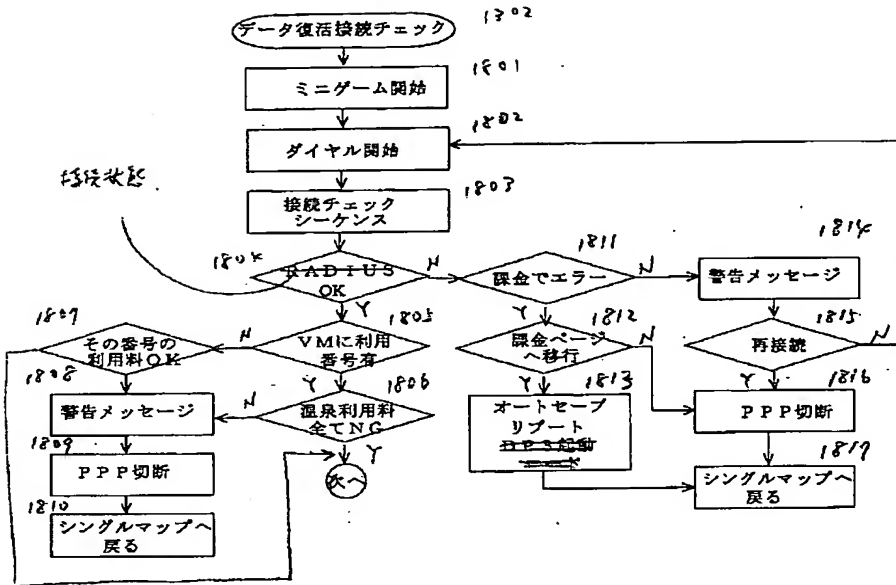 1302
データ復活接続チェック
1801
ミニゲーム開始
1802
ダイヤル開始
1803
接続チェック
シーケンス
接続状態
1804
RADIUS
OK
N
Y
1811
課金でエラー
N
Y
1814
警告メッセージ
1807
その番号の
利用料OK
N
1805
VMに利用
番号有
Y
1812
課金ページ
へ移行
N
Y
1815
再接続
N
Y
1808
警告メッセージ
N
1806
温泉利用料
全てNG
Y
1813
オートセーブ
リブート
1816
PPP切断
1809
PPP切断
次へ
1817
シングルマップへ
戻る
1810
シングルマップへ
戻る